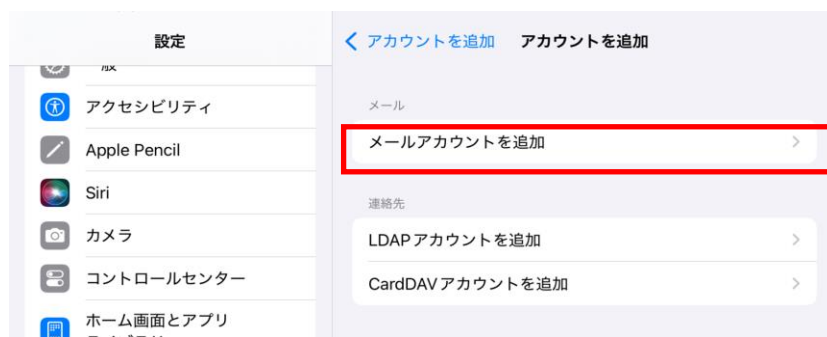 設定
アクセシビリティ
Apple Pencil
Siri
カメラ
コントロールセンター
ホーム画面とアプリ
アカウントを追加 アカウントを追加
メール
メールアカウントを追加
連絡先
LDAPアカウントを追加
CardDAVアカウントを追加